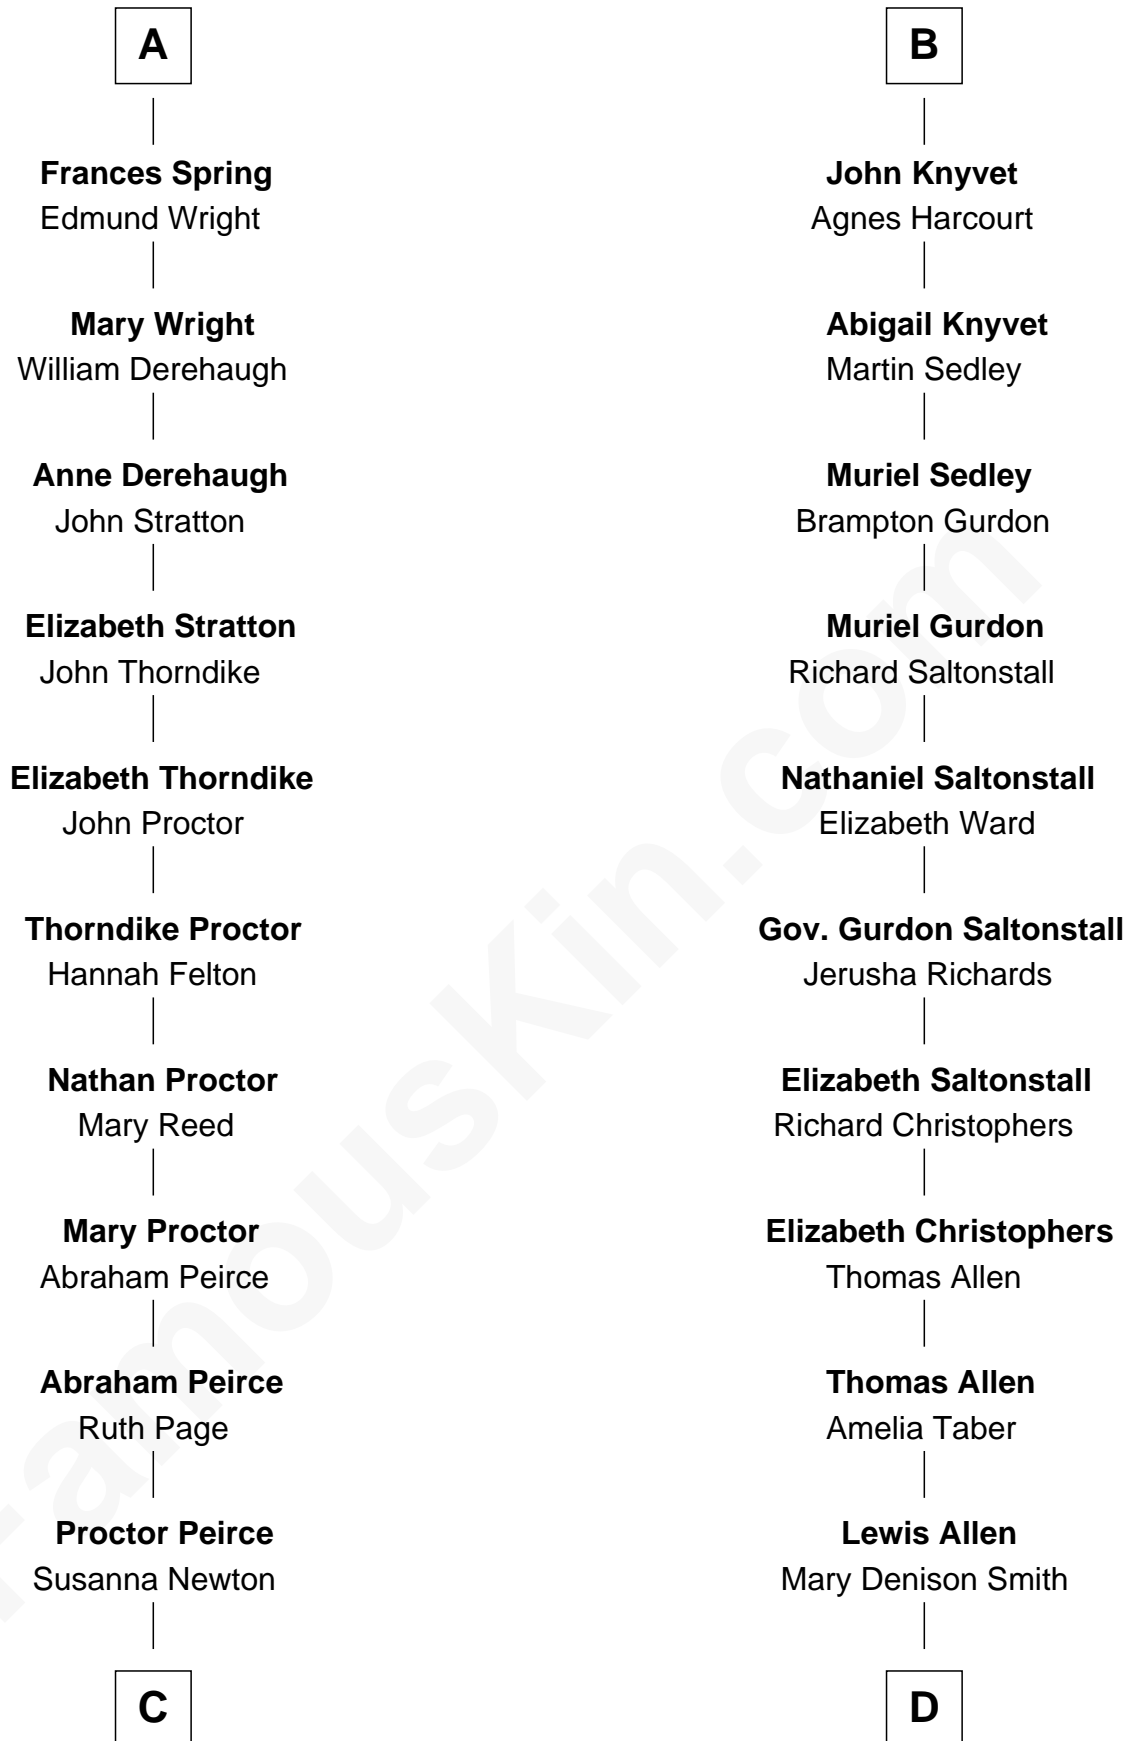 A
Frances Spring
Edmund Wright
Mary Wright
William Derehaugh
Anne Derehaugh
John Stratton
Elizabeth Stratton
John Thorndike
Elizabeth Thorndike
John Proctor
Thorndike Proctor
Hannah Felton
Nathan Proctor
Mary Reed
Mary Proctor
Abraham Peirce
Abraham Peirce
Ruth Page
Proctor Peirce
Susanna Newton
C
B
John Knyvet
Agnes Harcourt
Abigail Knyvet
Martin Sedley
Muriel Sedley
Brampton Gurdon
Muriel Gurdon
Richard Saltonstall
Nathaniel Saltonstall
Elizabeth Ward
Gov. Gurdon Saltonstall
Jerusha Richards
Elizabeth Saltonstall
Richard Christophers
Elizabeth Christophers
Thomas Allen
Thomas Allen
Amelia Taber
Lewis Allen
Mary Denison Smith
D
FamousKin.com